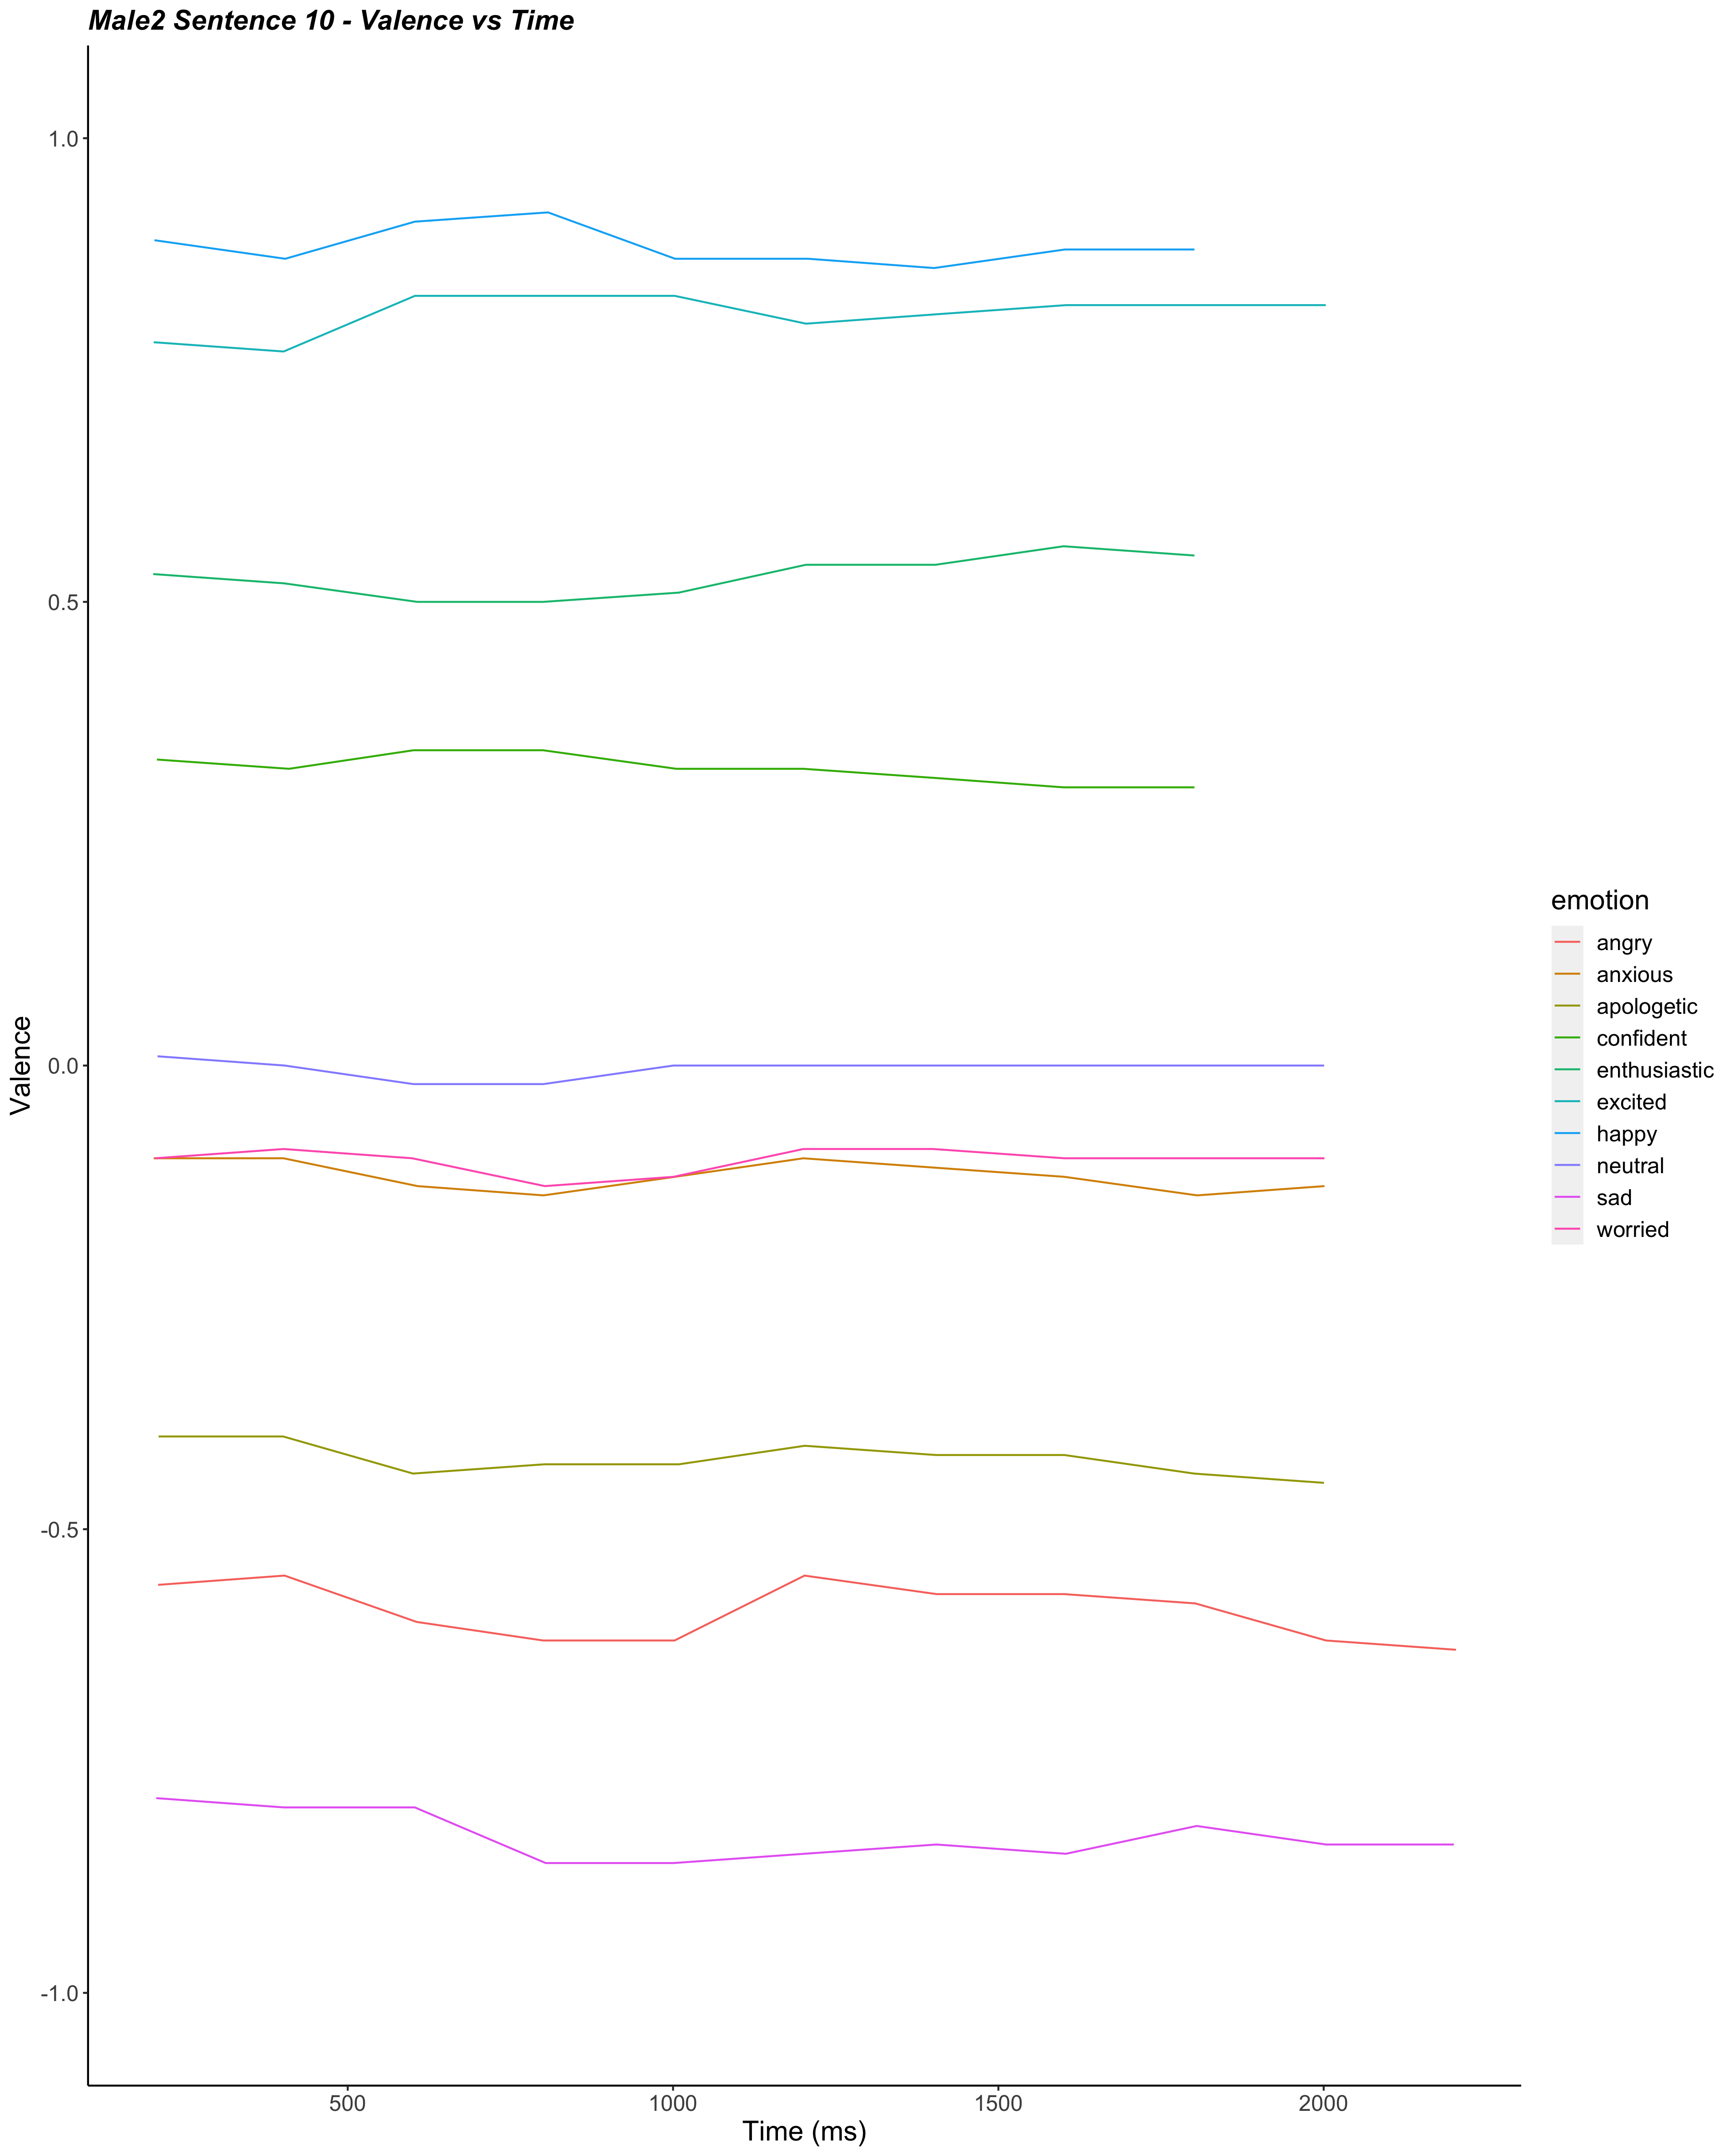 Male2 Sentence 10 - Valence vs Time
1.0
0.5
0.0
-0.5
-1.0
Valence
500 1000 1500 2000
Time (ms)
emotion
angry
anxious
apologetic
confident
enthusiastic
excited
happy
neutral
sad
worried